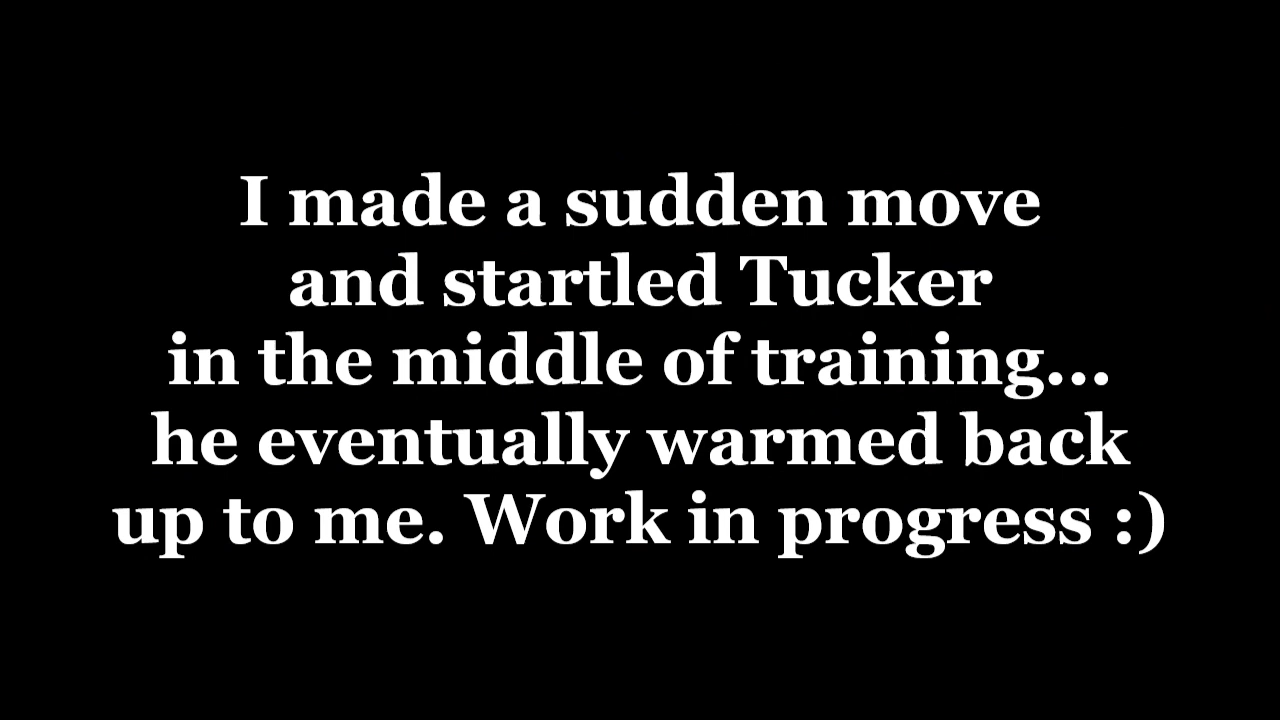 I made a sudden move
and startled Tucker
in the middle of training...
he eventually warmed back
up to me. Work in progress :)